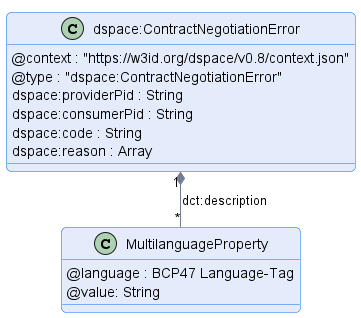 C dspace:ContractNegotiationError
@context : "https://w3id.org/dspace/v0.8/context.json"
@type : "dspace:ContractNegotiationError"
dspace:providerPid : String
dspace:consumerPid : String
dspace:code : String
dspace:reason : Array
1
dct:description
*
C MultilanguageProperty
@language : BCP47 Language-Tag
@value: String